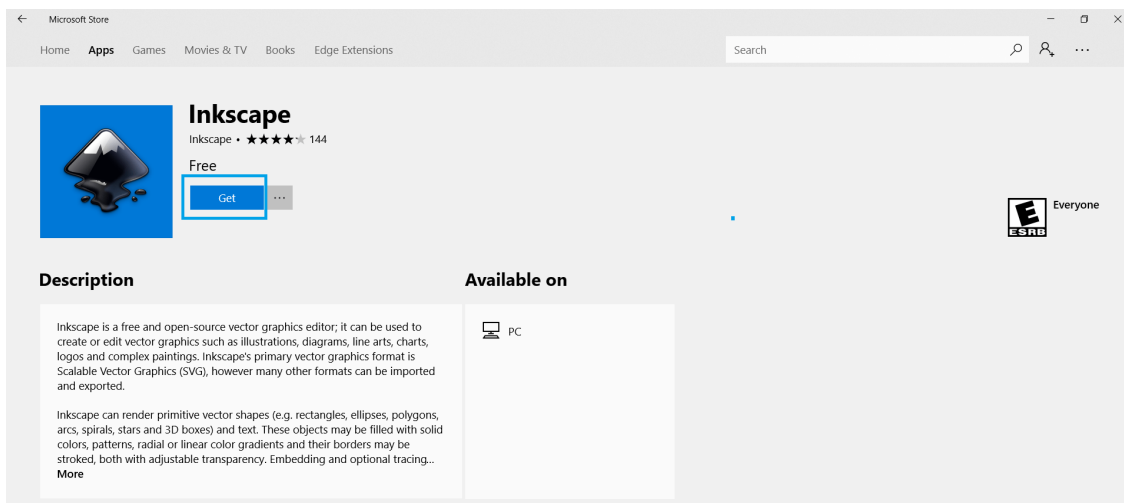 Microsoft Store
Home Apps Games Movies & TV Books Edge Extensions
Search
Inkscape
Inkscape • ★★★★★ 144
Free
Get ...
E
ESRB
Everyone
Description
Inkscape is a free and open-source vector graphics editor; it can be used to
create or edit vector graphics such as illustrations, diagrams, line arts, charts,
logos and complex paintings. Inkscape's primary vector graphics format is
Scalable Vector Graphics (SVG), however many other formats can be imported
and exported.
Inkscape can render primitive vector shapes (e.g. rectangles, ellipses, polygons,
arcs, spirals, stars and 3D boxes) and text. These objects may be filled with solid
colors, patterns, radial or linear color gradients and their borders may be
stroked, both with adjustable transparency. Embedding and optional tracing...
More
Available on
PC